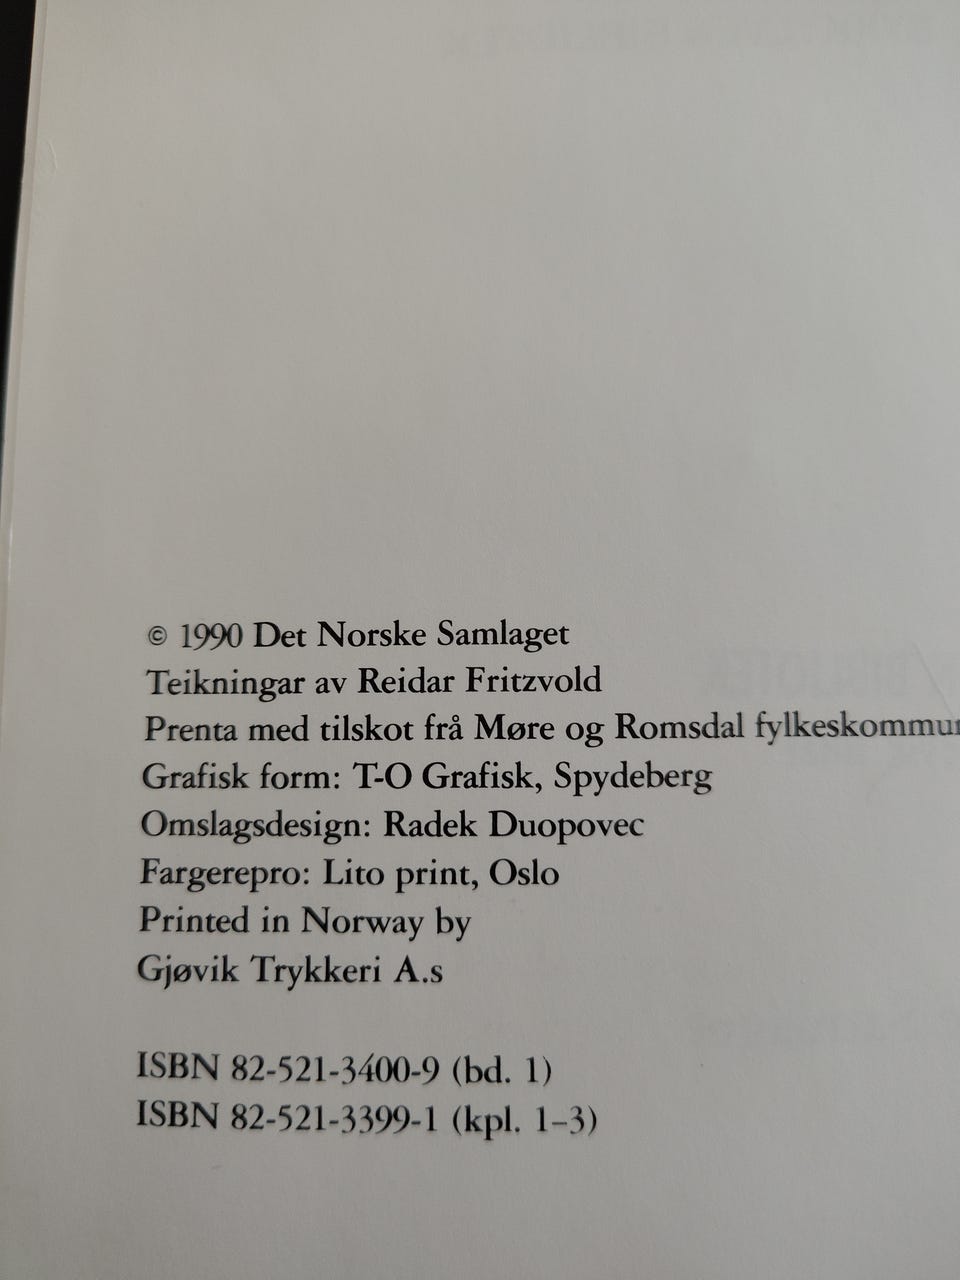 © 1990 Det Norske Samlaget
Teikningar av Reidar Fritzvold
Prenta med tilskot frå Møre og Romsdal fylkeskommu
Grafisk form: T-O Grafisk, Spydeberg
Omslagsdesign: Radek Duopovec
Fargerepro: Lito print, Oslo
Printed in Norway by
Gjøvik Trykkeri A.s
ISBN 82-521-3400-9 (bd. 1)
ISBN 82-521-3399-1 (kpl. 1–3)